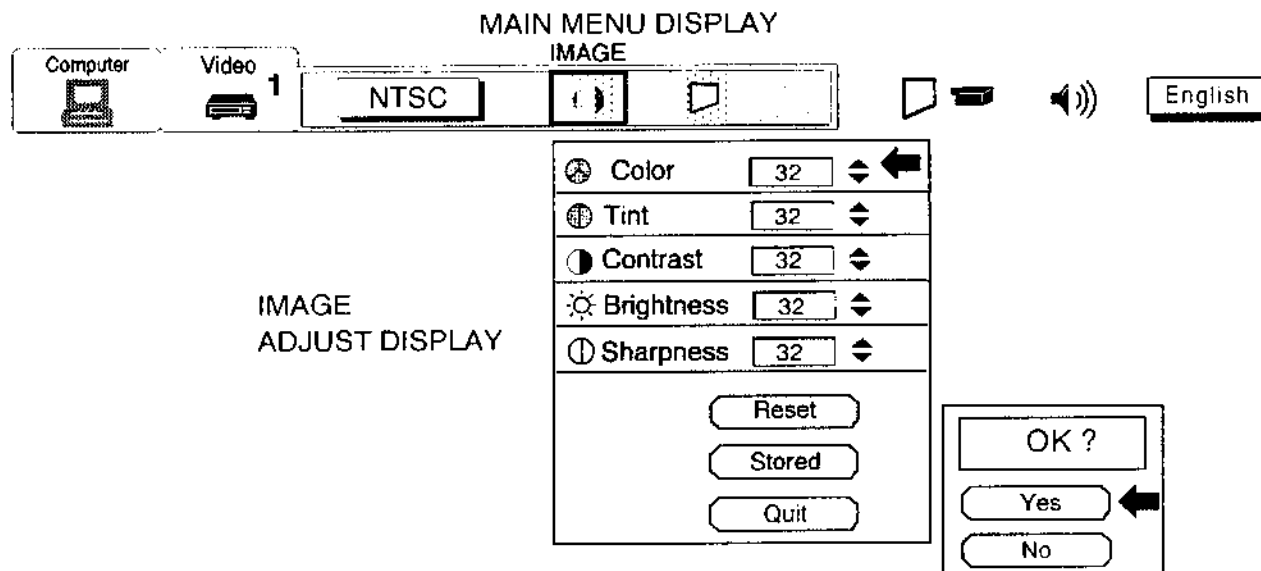 MAIN MENU DISPLAY
IMAGE
Computer
Video
1
NTSC
English
Color 32
Tint 32
Contrast 32
Brightness 32
Sharpness 32
IMAGE
ADJUST DISPLAY
Reset
Stored
Quit
OK ?
Yes
No